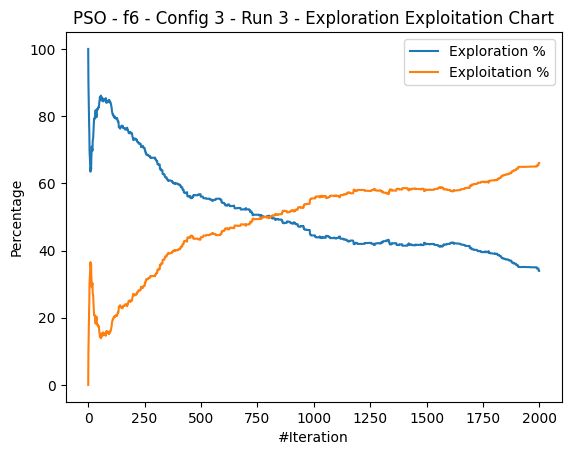 PSO - f6 - Config 3 - Run 3 - Exploration Exploitation Chart
Exploration %
Exploitation %
Percentage
100
80
60
40
20
0
0 250 500 750 1000 1250 1500 1750 2000
#Iteration